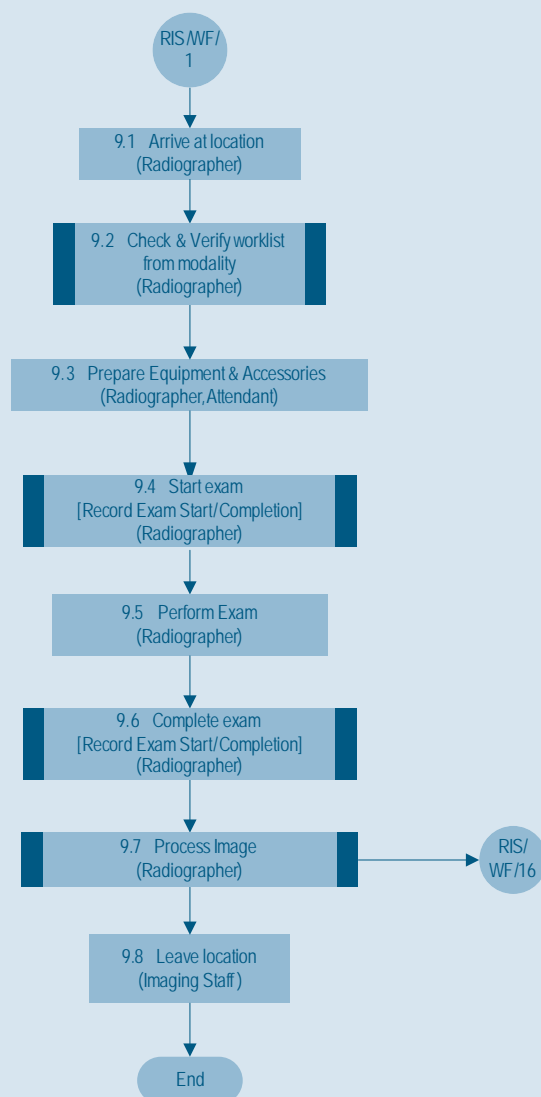 RIS/WF/
1
9.1 Arrive at location
(Radiographer)
9.2 Check & Verify worklist
from modality
(Radiographer)
9.3 Prepare Equipment & Accessories
(Radiographer, Attendant)
9.4 Start exam
[Record Exam Start/Completion]
(Radiographer)
9.5 Perform Exam
(Radiographer)
9.6 Complete exam
[Record Exam Start/Completion]
(Radiographer)
9.7 Process Image
(Radiographer)
RIS/
WF/16
9.8 Leave location
(Imaging Staff)
End